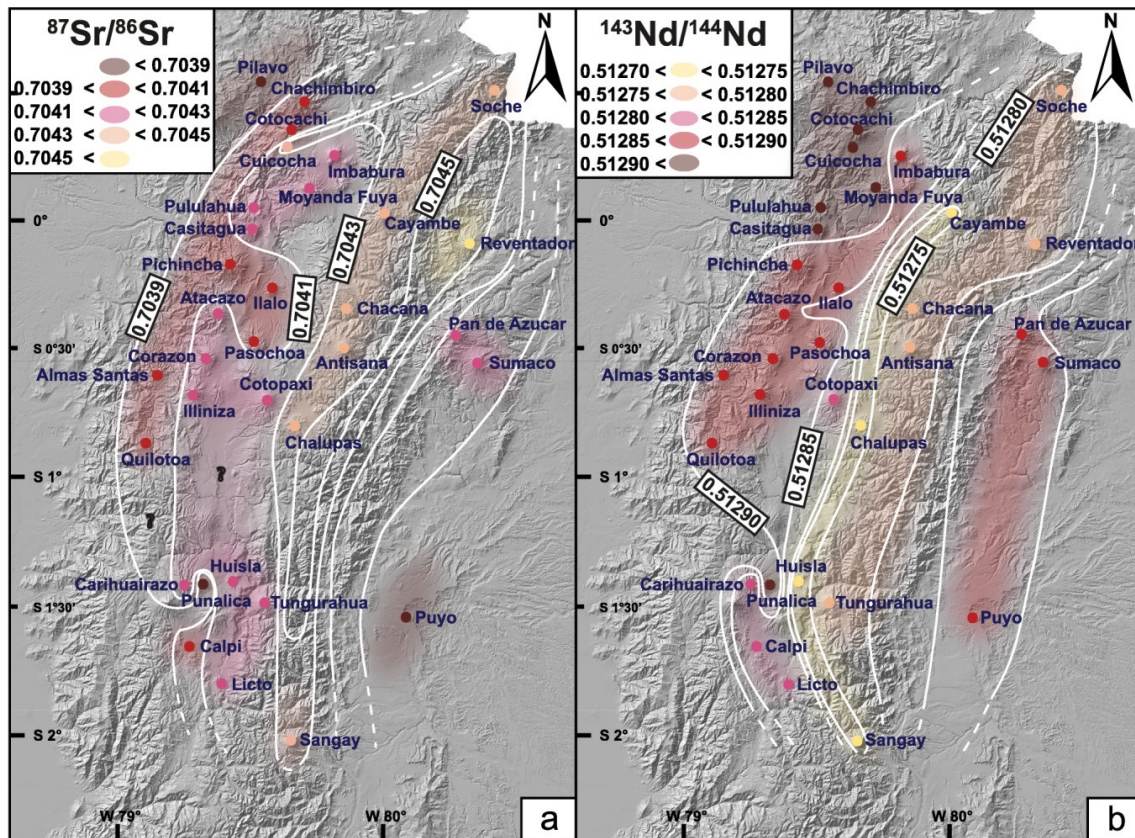 ⁸⁷Sr/⁸⁶Sr
< 0.7039
0.7039 < < 0.7041
0.7041 < < 0.7043
0.7043 < < 0.7045
0.7045 <
N
Pilavo
Chachimbiro
Cotocachi
Soche
Cuicocha
Imbabura
0.7045
Moyanda Fuya
Pululahua
0°
Cayambe
Casitagua
0.7043
Reventador
Pichincha
0.7039
Atacazo
Ilalo
0.7041
Chacana
Pan de Azucar
S 0°30'
Corazon
Pasochoa
Antisana
Sumaco
Almas Santas
Cotopaxi
Illiniza
Chalupas
Quilotoa
S 1°
?
?
Huisla
Carihuairazo
Punalica
S 1°30'
Tungurahua
Puyo
Calpi
Licto
S 2°
Sangay
W 79°
W 80°
a
¹⁴³Nd/¹⁴⁴Nd
0.51270 < < 0.51275
0.51275 < < 0.51280
0.51280 < < 0.51285
0.51285 < < 0.51290
0.51290 <
N
Pilavo
Chachimbiro
Soche
Cotocachi
0.51280
Cuicocha
Imbabura
Moyanda Fuya
Pululahua
0°
Cayambe
Casitagua
Reventador
Pichincha
0.51275
Atacazo
Ilalo
Chacana
Pan de Azucar
S 0°30'
Corazon
Pasochoa
Antisana
Sumaco
Almas Santas
Cotopaxi
Illiniza
Chalupas
Quilotoa
0.51285
S 1°
0.51290
Huisla
Carihuairazo
Punalica
S 1°30'
Tungurahua
Puyo
Calpi
Licto
S 2°
Sangay
W 79°
W 80°
b